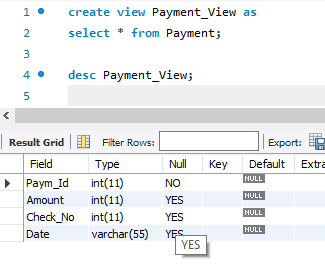 1 create view Payment_View as
2 select * from Payment;
3
4 desc Payment_View;
5
Result Grid Filter Rows: Export:
Field Type Null Key Default Extra
Paym_Id int(11) NO NULL
Amount int(11) YES NULL
Check_No int(11) YES NULL
Date varchar(55) YES NULL
YES